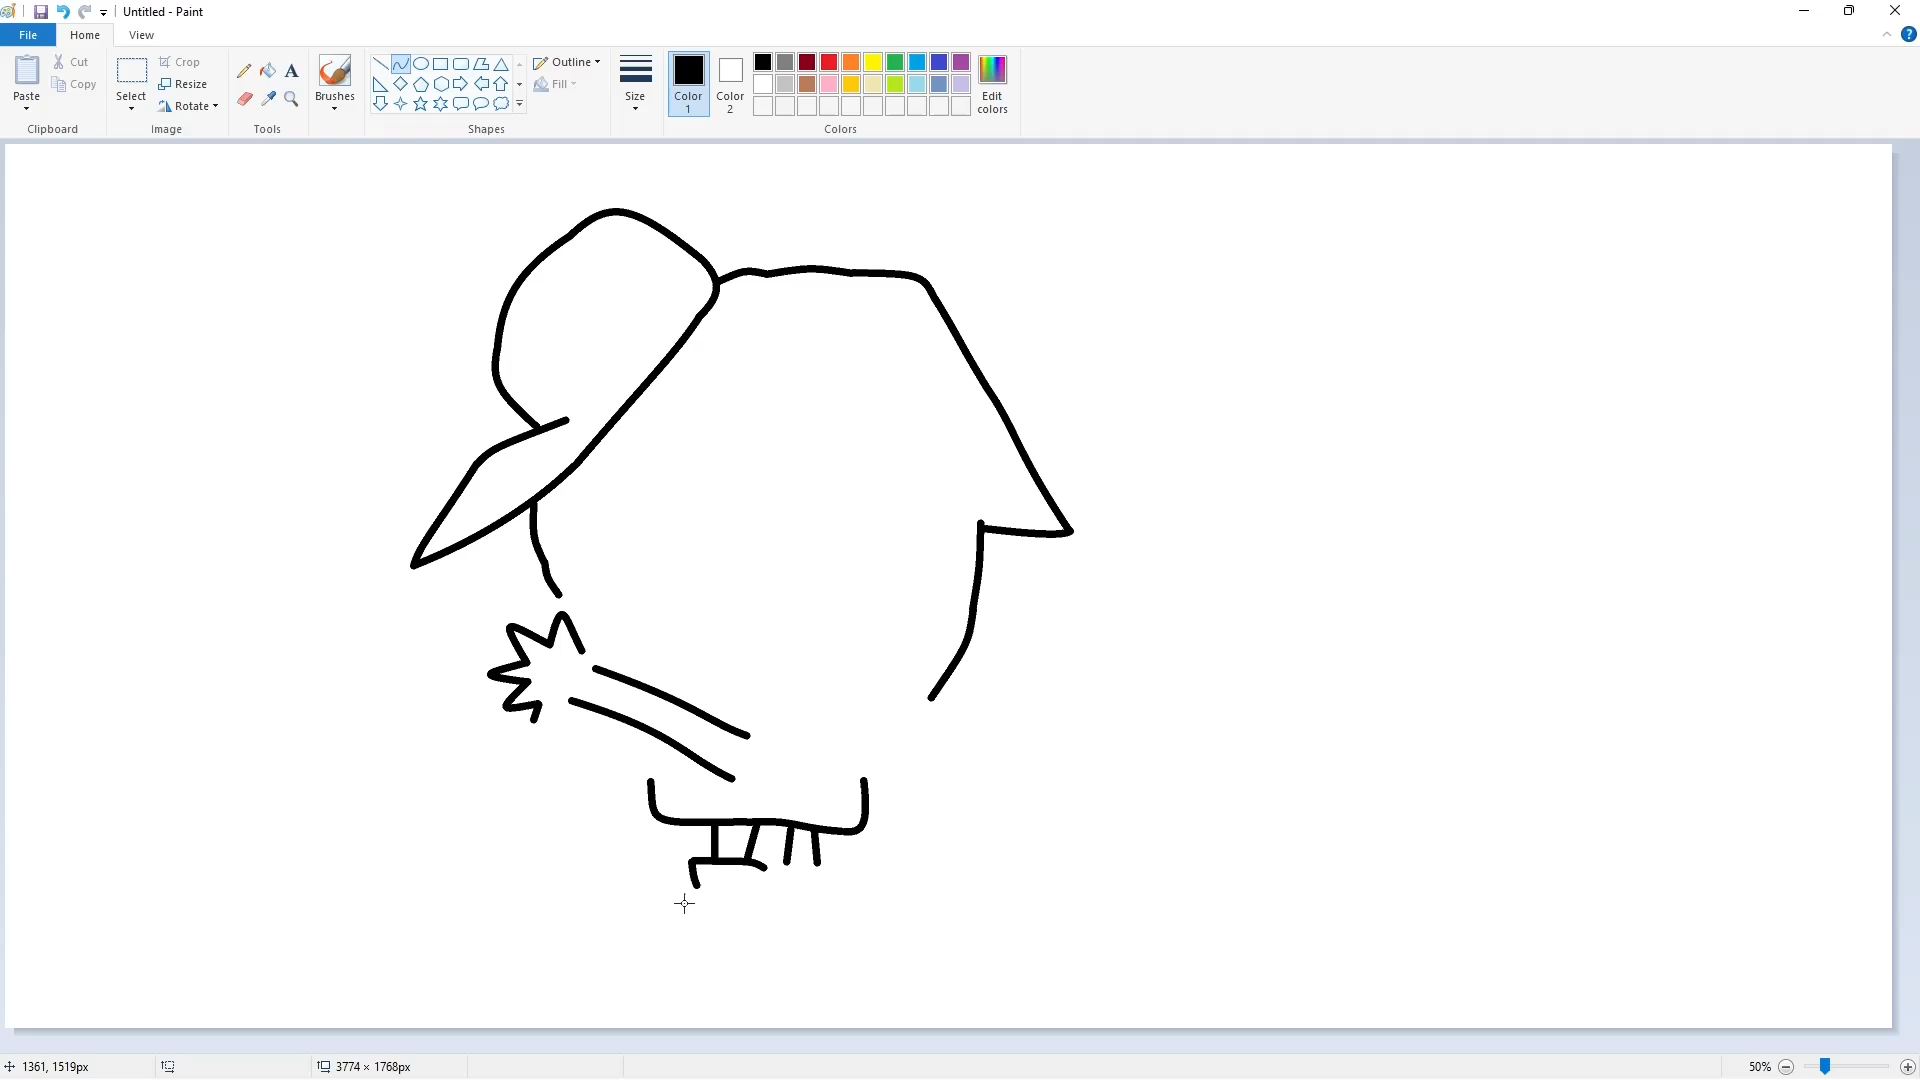 Untitled - Paint
File Home View
Paste
Cut
Copy
Clipboard
Select
Crop
Resize
Rotate
Image
A
Tools
Brushes
Outline
Fill
Shapes
Size
Color 1
Color 2
Edit colors
Colors
1361, 1519px
3774 × 1768px
50%